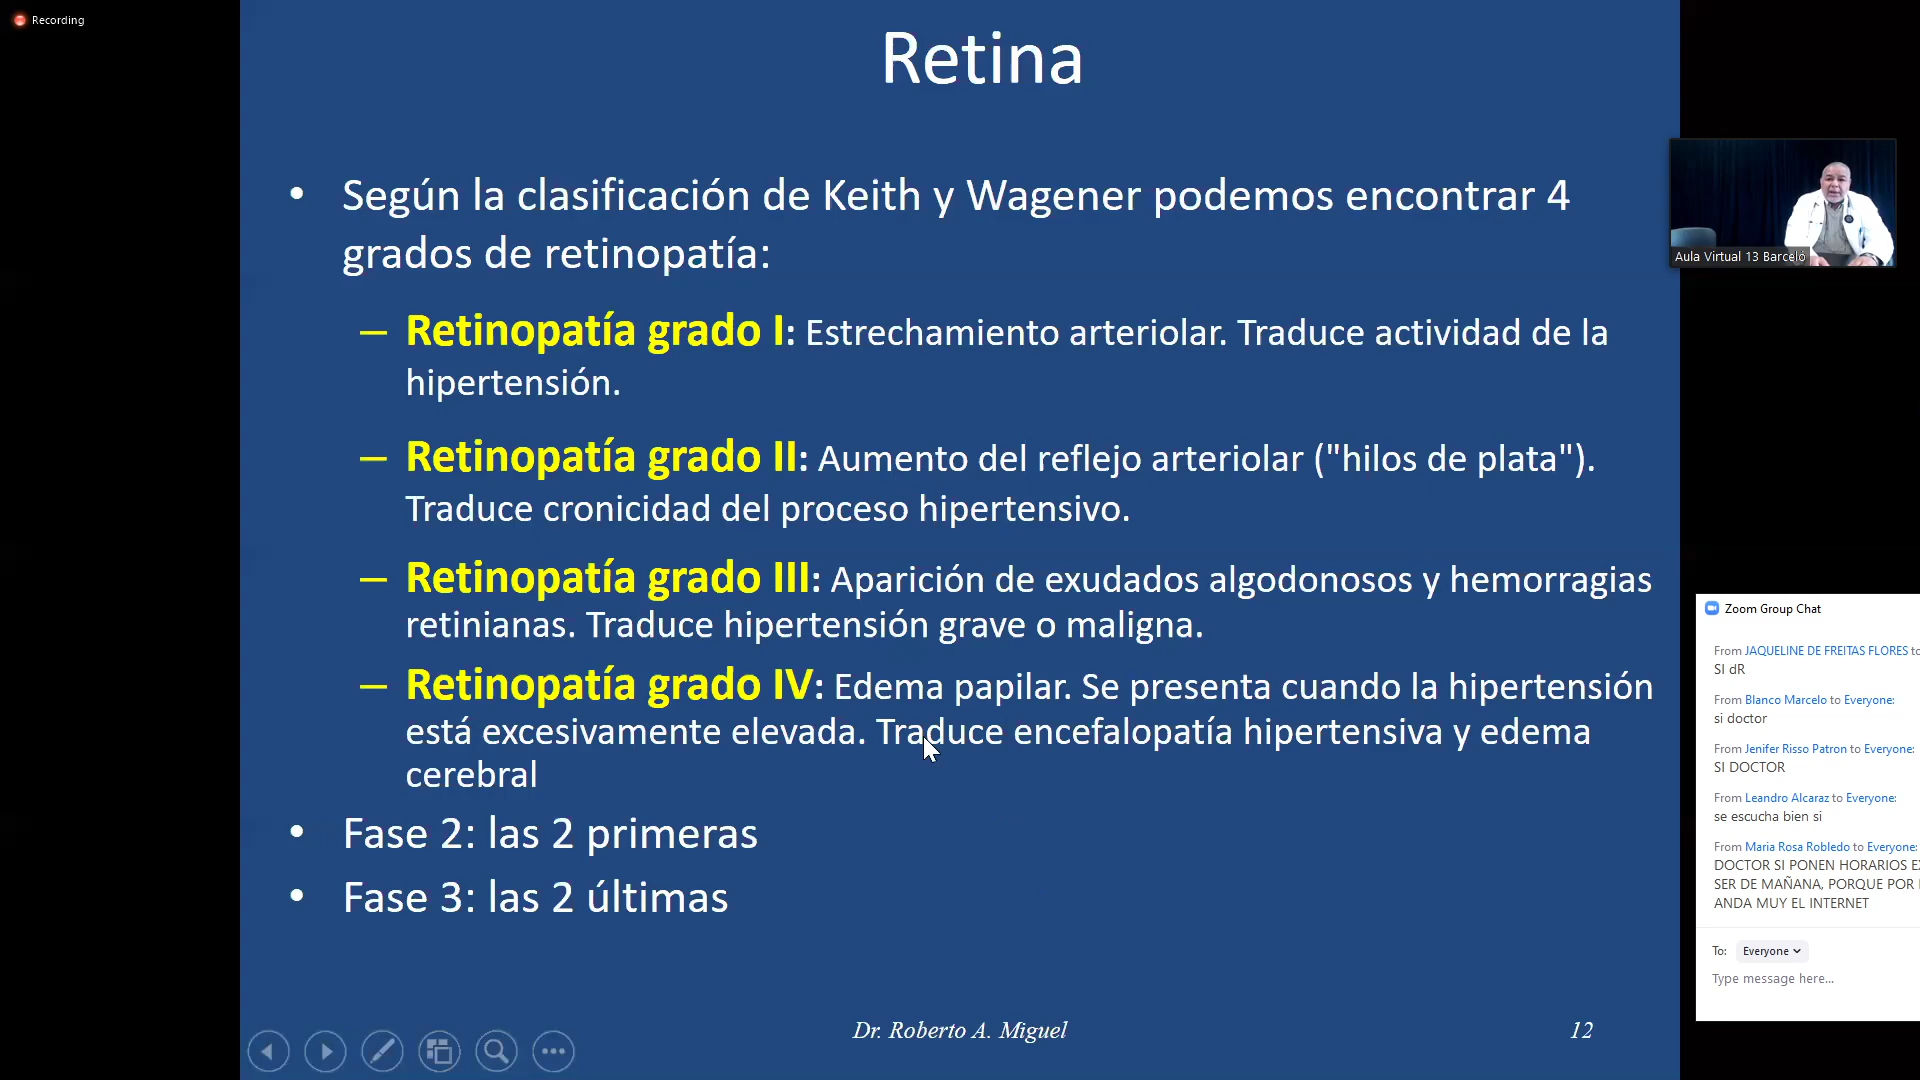 Recording
Retina
• Según la clasificación de Keith y Wagener podemos encontrar 4
grados de retinopatía:
– Retinopatía grado I: Estrechamiento arteriolar. Traduce actividad de la
hipertensión.
– Retinopatía grado II: Aumento del reflejo arteriolar ("hilos de plata").
Traduce cronicidad del proceso hipertensivo.
– Retinopatía grado III: Aparición de exudados algodonosos y hemorragias
retinianas. Traduce hipertensión grave o maligna.
– Retinopatía grado IV: Edema papilar. Se presenta cuando la hipertensión
está excesivamente elevada. Traduce encefalopatía hipertensiva y edema
cerebral
• Fase 2: las 2 primeras
• Fase 3: las 2 últimas
Dr. Roberto A. Miguel
12
Aula Virtual 13 Barceló
Zoom Group Chat
From JAQUELINE DE FREITAS FLORES to
SI dR
From Blanco Marcelo to Everyone:
si doctor
From Jenifer Risso Patron to Everyone:
SI DOCTOR
From Leandro Alcaraz to Everyone:
se escucha bien si
From Maria Rosa Robledo to Everyone:
DOCTOR SI PONEN HORARIOS
SER DE MAÑANA, PORQUE POR
ANDA MUY EL INTERNET
To: Everyone
Type message here...